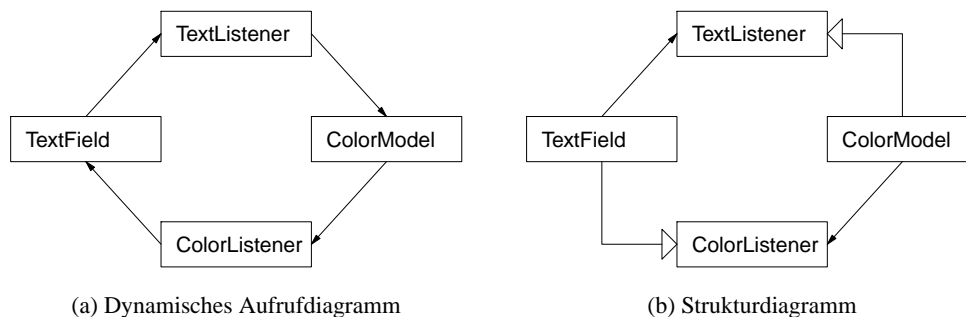 TextListener
TextField
ColorModel
ColorListener
(a) Dynamisches Aufrufdiagramm
TextListener
TextField
ColorModel
ColorListener
(b) Strukturdiagramm